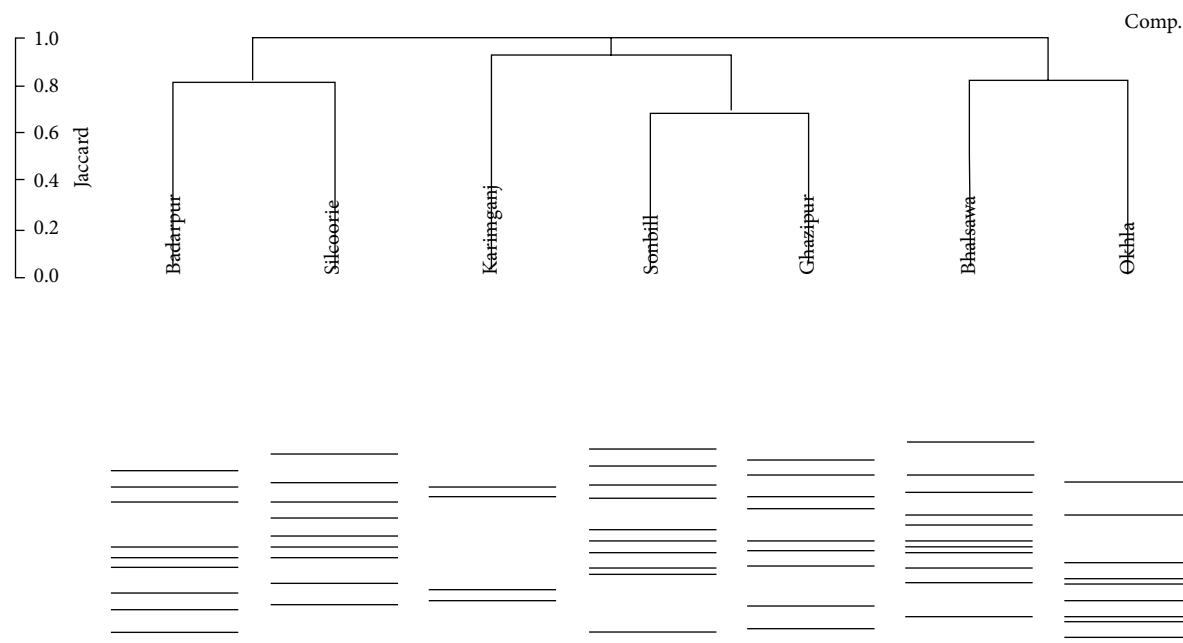 Comp.
1.0
0.8
0.6
0.4
0.2
0.0
Jaccard
Badarpur
Silcoorie
Karimganj
Sonbill
Ghazipur
Bhalsawa
Okhla